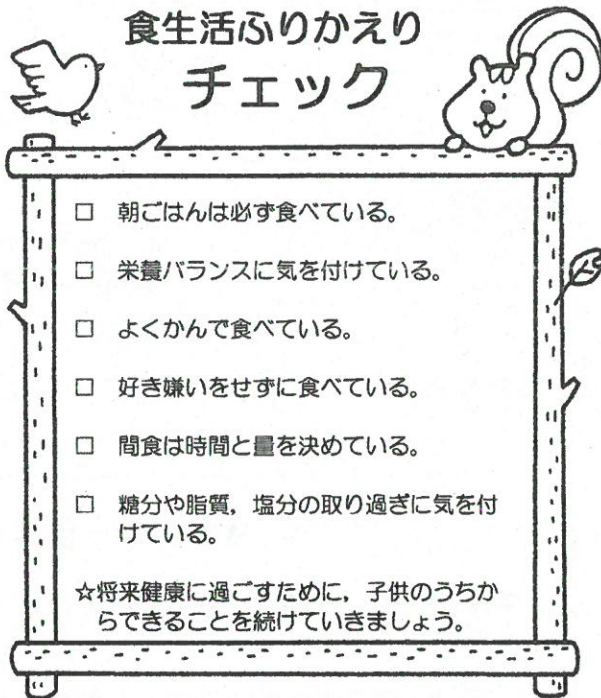 食生活ふりかえり
チェック
□ 朝ごはんは必ず食べている。
□ 栄養バランスに気を付けている。
□ よくかんで食べている。
□ 好き嫌いをせずに食べている。
□ 間食は時間と量を決めている。
□ 糖分や脂質，塩分の取り過ぎに気を付
けている。
☆将来健康に過ごすために，子供のうちか
らできることを続けていきましょう。